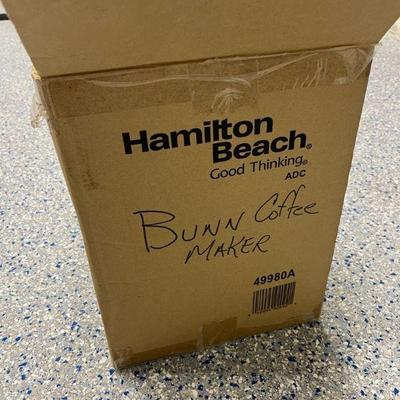 Hamilton
Beach®
Good Thinking®
ADC
BUNN Coffee
MAKER
49980A